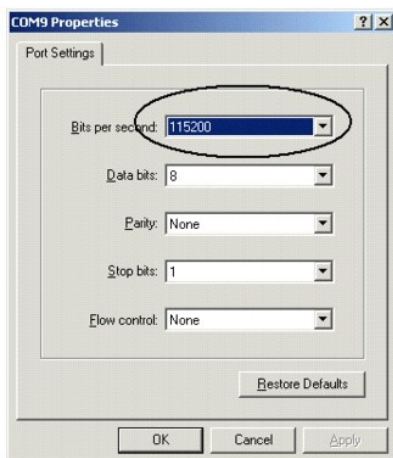 COM9 Properties
Port Settings
Bits per second: 115200
Data bits: 8
Parity: None
Stop bits: 1
Flow control: None
Restore Defaults
OK Cancel Apply